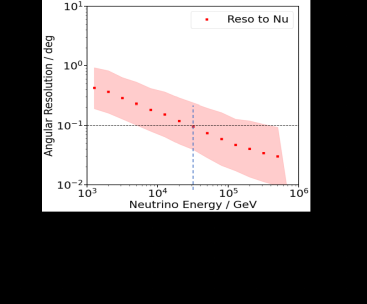 10¹
Reso to Nu
Angular Resolution / deg
10⁰
10⁻¹
10⁻²
10³ 10⁴ 10⁵ 10⁶
Neutrino Energy / GeV